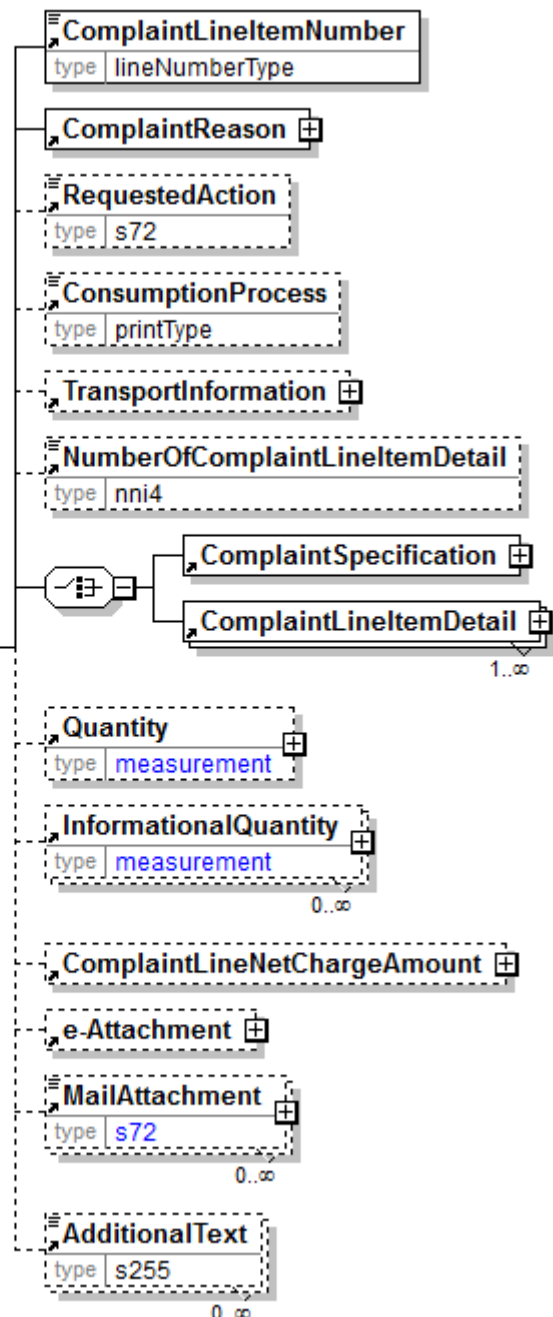 ComplaintLineItemNumber
type lineNumberType
ComplaintReason
RequestedAction
type s72
ConsumptionProcess
type printType
TransportInformation
NumberOfComplaintLineItemDetail
type nni4
ComplaintSpecification
ComplaintLineItemDetail
1..∞
Quantity
type measurement
InformationalQuantity
type measurement
0..∞
ComplaintLineNetChargeAmount
e-Attachment
MailAttachment
type s72
0..∞
AdditionalText
type s255
0..∞